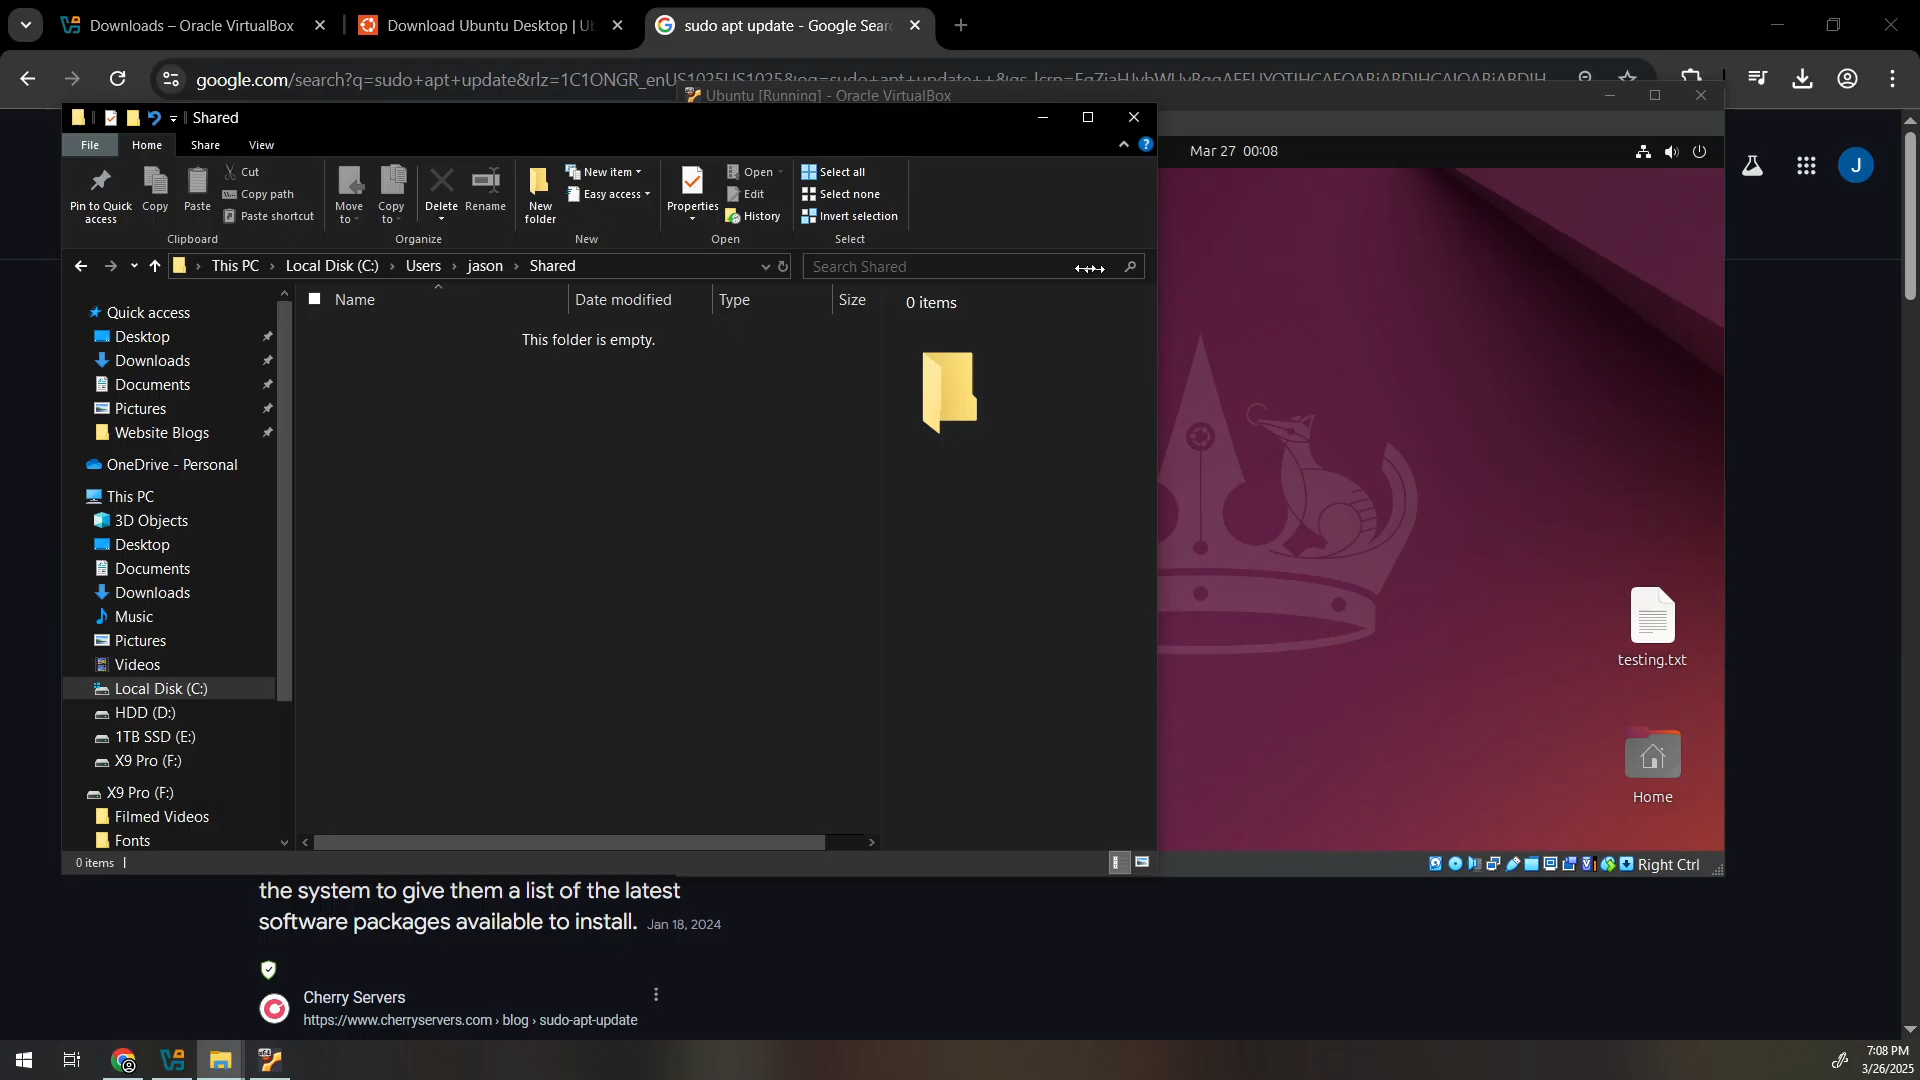 Downloads – Oracle VirtualBox
Download Ubuntu Desktop | Ub
sudo apt update - Google Sear
google.com/search?q=sudo+apt+update&rlz=1C1ONGR_enUS1025US1025&oq=sudo+apt+update++&gs_lcrp=
Ubuntu [Running] - Oracle VirtualBox
Shared
File
Home
Share
View
Mar 27 00:08
J
Pin to Quick access
Copy
Paste
Cut
Copy path
Paste shortcut
Move to
Copy to
Delete
Rename
New folder
New item
Easy access
Properties
Open
Edit
History
Select all
Select none
Invert selection
Clipboard
Organize
New
Open
Select
This PC
Local Disk (C:)
Users
jason
Shared
Search Shared
Name
Date modified
Type
Size
0 items
This folder is empty.
Quick access
Desktop
Downloads
Documents
Pictures
Website Blogs
OneDrive - Personal
This PC
3D Objects
Desktop
Documents
Downloads
Music
Pictures
Videos
Local Disk (C:)
HDD (D:)
1TB SSD (E:)
X9 Pro (F:)
X9 Pro (F:)
Filmed Videos
Fonts
0 items
testing.txt
Home
Right Ctrl
the system to give them a list of the latest
software packages available to install. Jan 18, 2024
Cherry Servers
https://www.cherryservers.com › blog › sudo-apt-update
7:08 PM
3/26/2025